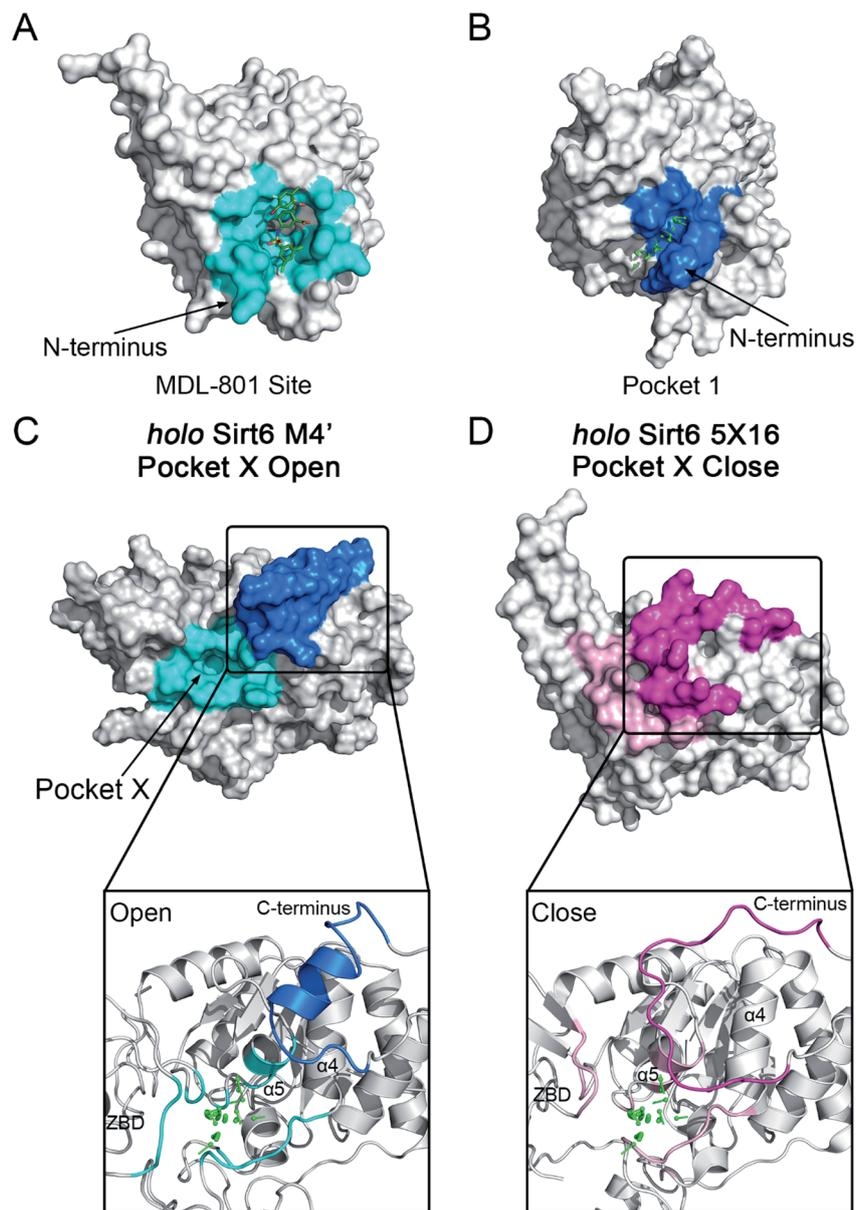 A
B
N-terminus
N-terminus
MDL-801 Site
Pocket 1
C
holo Sirt6 M4’
Pocket X Open
D
holo Sirt6 5X16
Pocket X Close
Pocket X
Open
C-terminus
α4
α5
ZBD
Close
C-terminus
α4
α5
ZBD